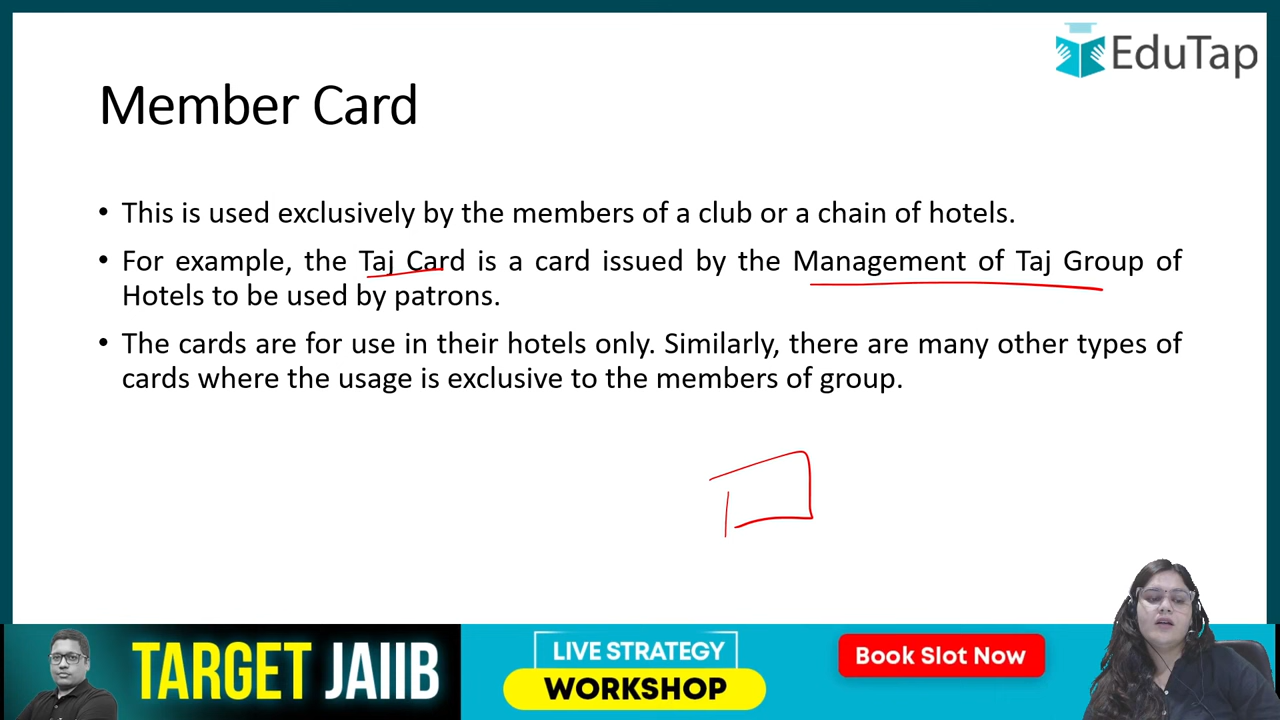 EduTap
Member Card
• This is used exclusively by the members of a club or a chain of hotels.
• For example, the Taj Card is a card issued by the Management of Taj Group of
Hotels to be used by patrons.
• The cards are for use in their hotels only. Similarly, there are many other types of
cards where the usage is exclusive to the members of group.
TARGET JAIIB
LIVE STRATEGY
WORKSHOP
Book Slot Now